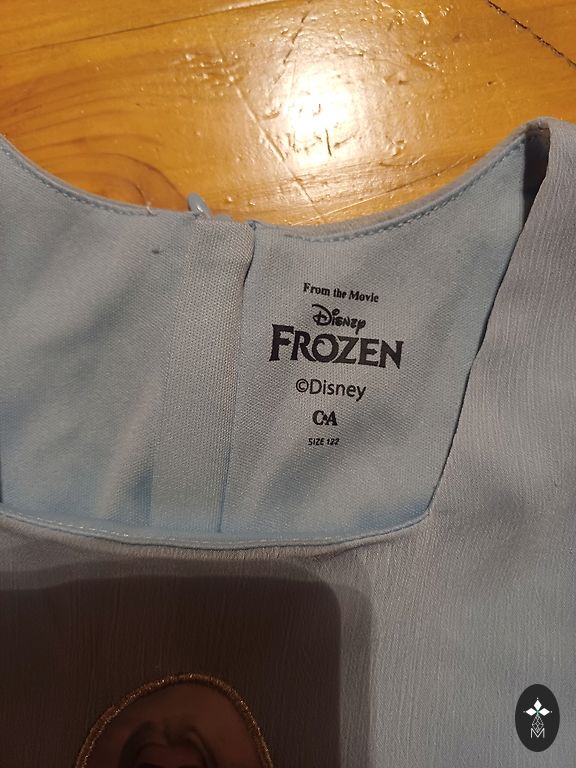 From the Movie
Disney
FROZEN
©Disney
C&A
SIZE 122